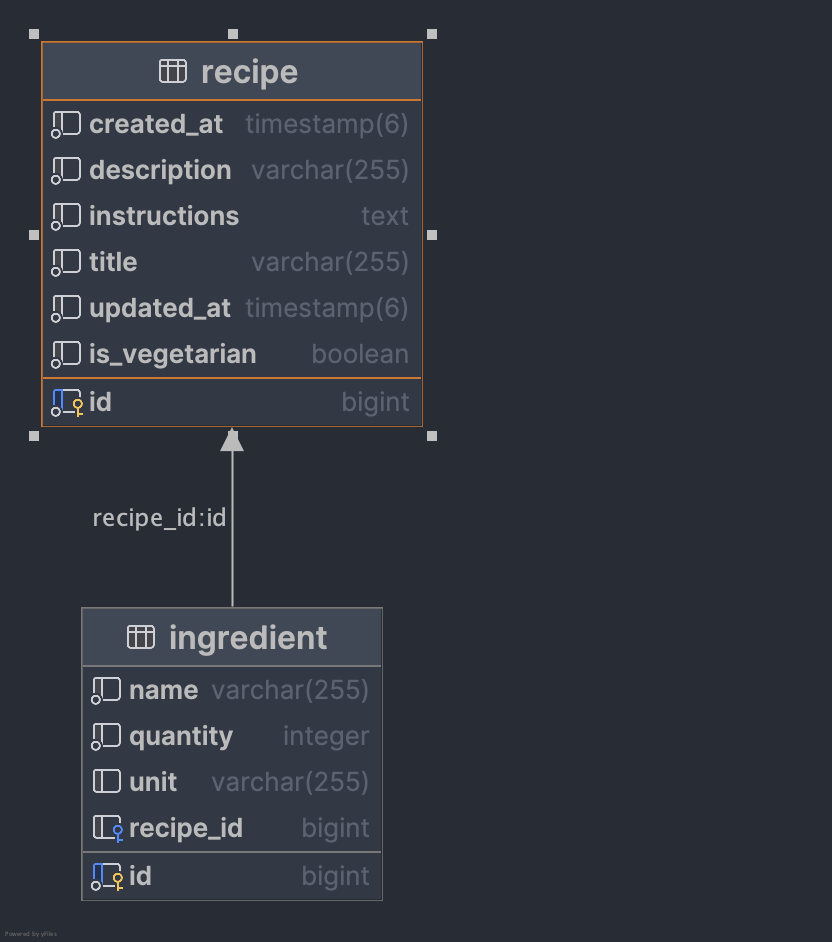 recipe
created_at timestamp(6)
description varchar(255)
instructions text
title varchar(255)
updated_at timestamp(6)
is_vegetarian boolean
id bigint
recipe_id:id
ingredient
name varchar(255)
quantity integer
unit varchar(255)
recipe_id bigint
id bigint
Powered by yFiles